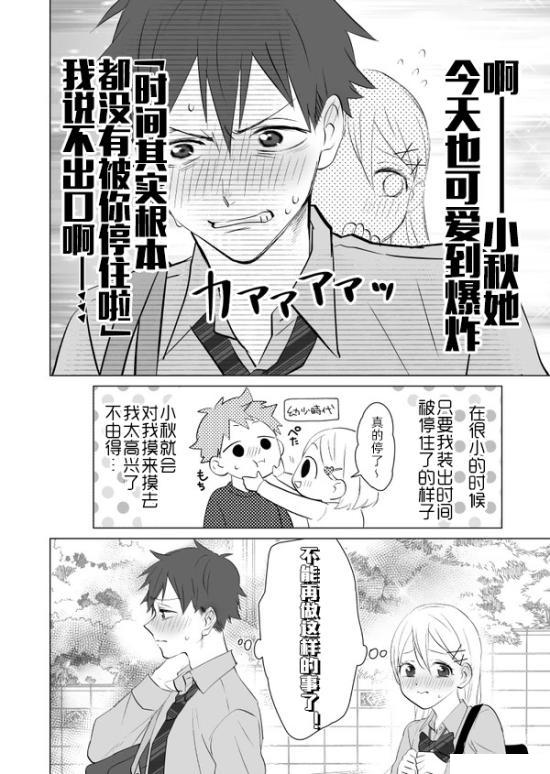 啊——小秋她
今天也可爱到爆炸
「时间其实根本
都没有被你停住啦」
我说不出口啊——……
カァァァァッ
在很小的时候
只要我装出时间
被停住了的样子
幼少時代
真的停了！
ぺた
もち
小秋就会
对我摸来摸去
我太高兴了
不由得…
不能再做这样的事了！